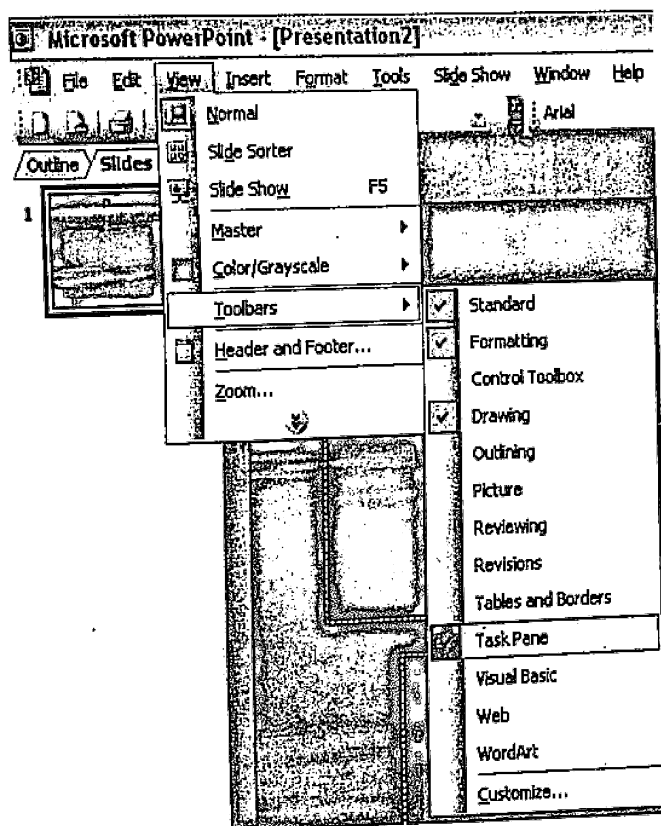 Microsoft PowerPoint - [Presentation2]
File Edit View Insert Format Tools Slide Show Window Help
Arial
Outline Slides
1
Normal
Slide Sorter
Slide Show F5
Master
Color/Grayscale
Toolbars
Header and Footer...
Zoom...
Standard
Formatting
Control Toolbox
Drawing
Outlining
Picture
Reviewing
Revisions
Tables and Borders
Task Pane
Visual Basic
Web
WordArt
Customize...